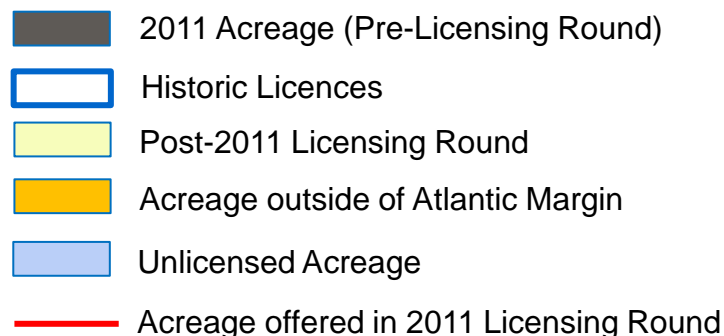 2011 Acreage (Pre-Licensing Round)
Historic Licences
Post-2011 Licensing Round
Acreage outside of Atlantic Margin
Unlicensed Acreage
Acreage offered in 2011 Licensing Round